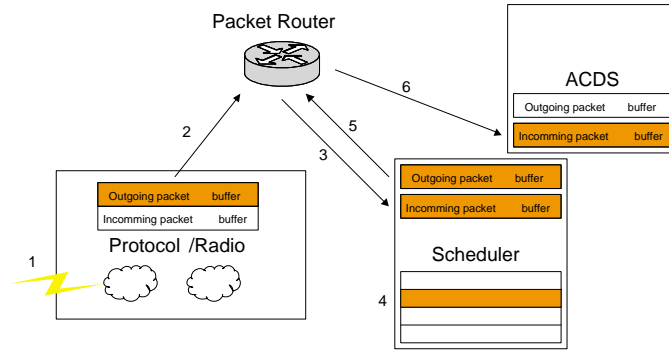 Packet Router
ACDS
Outgoing packet buffer
Incomming packet buffer
6
5
2
3
Outgoing packet buffer
Incomming packet buffer
Outgoing packet buffer
Incomming packet buffer
Protocol /Radio
Scheduler
1
4